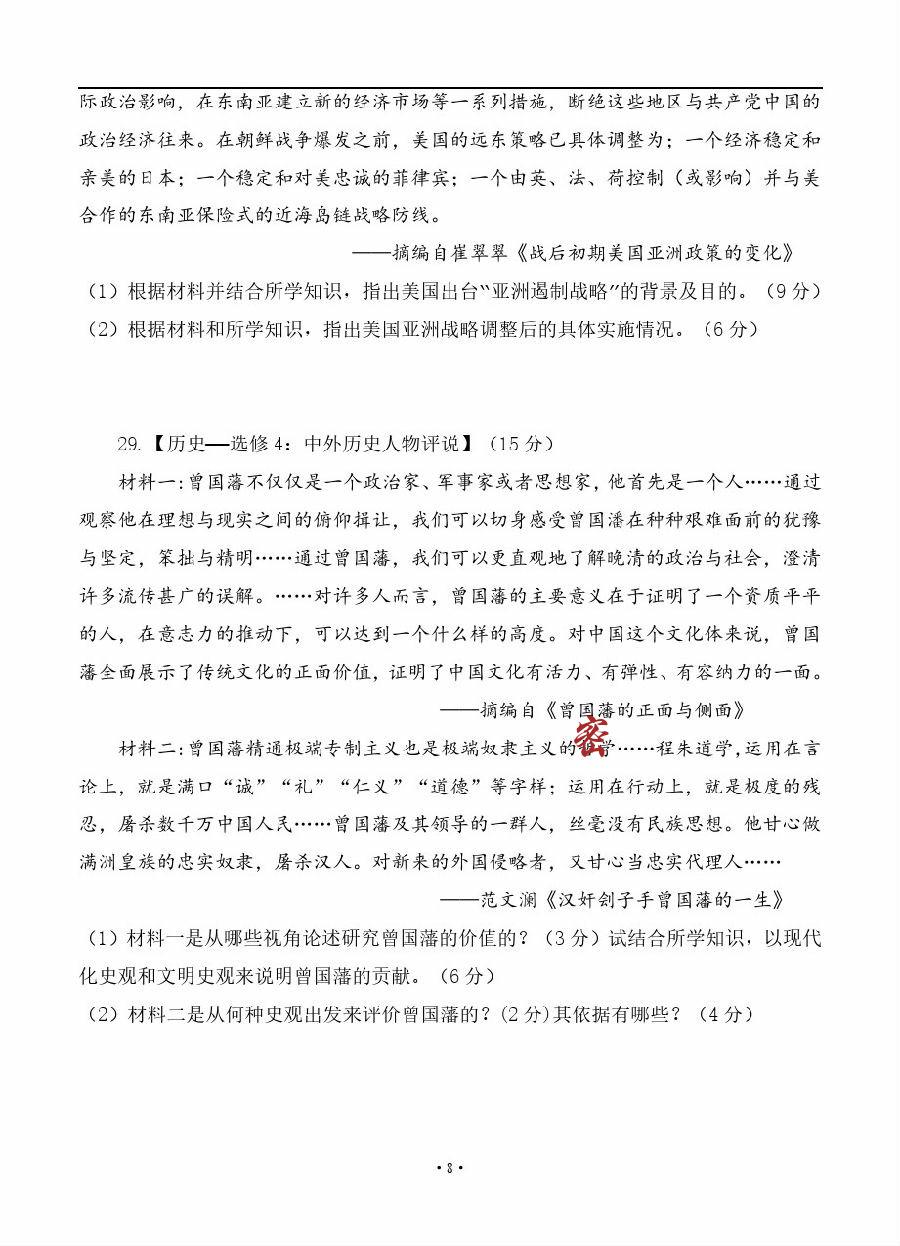 际政治影响，在东南亚建立新的经济市场等一系列措施，断绝这些地区与共产党中国的
政治经济往来。在朝鲜战争爆发之前，美国的远东策略已具体调整为；一个经济稳定和
亲美的日本；一个稳定和对美忠诚的菲律宾；一个由英、法、荷控制（或影响）并与美
合作的东南亚保险式的近海岛链战略防线。
——摘编自崔翠翠《战后初期美国亚洲政策的变化》
（1）根据材料并结合所学知识，指出美国出台“亚洲遏制战略”的背景及目的。（9 分）
（2）根据材料和所学知识，指出美国亚洲战略调整后的具体实施情况。（6 分）
29.【历史——选修 4：中外历史人物评说】（15 分）
材料一：曾国藩不仅仅是一个政治家、军事家或者思想家，他首先是一个人……通过
观察他在理想与现实之间的俯仰揖让，我们可以切身感受曾国潘在种种艰难面前的犹豫
与坚定，笨拙与精明……通过曾国藩，我们可以更直观地了解晚清的政治与社会，澄清
许多流传甚广的误解。……对许多人而言，曾国藩的主要意义在于证明了一个资质平平
的人，在意志力的推动下，可以达到一个什么样的高度。对中国这个文化体来说，曾国
藩全面展示了传统文化的正面价值，证明了中国文化有活力、有弹性、有容纳力的一面。
——摘编自《曾国藩的正面与侧面》
密
材料二：曾国藩精通极端专制主义也是极端奴隶主义的学……程朱道学，运用在言
论上，就是满口“诚”“礼”“仁义”“道德”等字样；运用在行动上，就是极度的残
忍，屠杀数千万中国人民……曾国藩及其领导的一群人，丝毫没有民族思想。他甘心做
满洲皇族的忠实奴隶，屠杀汉人。对新来的外国侵略者，又甘心当忠实代理人……
——范文澜《汉奸刽子手曾国藩的一生》
（1）材料一是从哪些视角论述研究曾国藩的价值的？（3 分）试结合所学知识，以现代
化史观和文明史观来说明曾国藩的贡献。（6 分）
（2）材料二是从何种史观出发来评价曾国藩的？(2 分)其依据有哪些？（4 分）
·8·